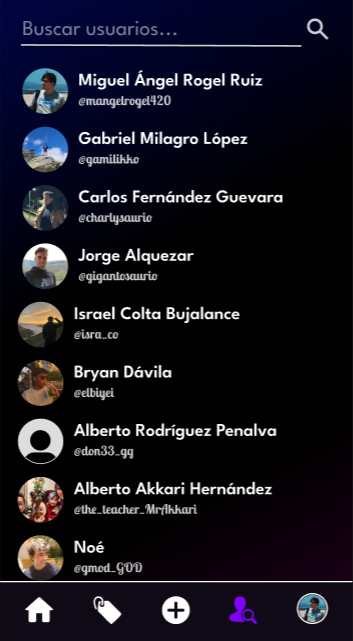 Buscar usuarios...
Miguel Ángel Rogel Ruiz
@mangelrogel420
Gabriel Milagro López
@gamilikko
Carlos Fernández Guevara
@charlysaurio
Jorge Alquezar
@gigantosaurio
Israel Colta Bujalance
@isra_co
Bryan Dávila
@elbiyei
Alberto Rodríguez Penalva
@don33_gg
Alberto Akkari Hernández
@the_teacher_MrAkkari
Noé
@gmod_GOD